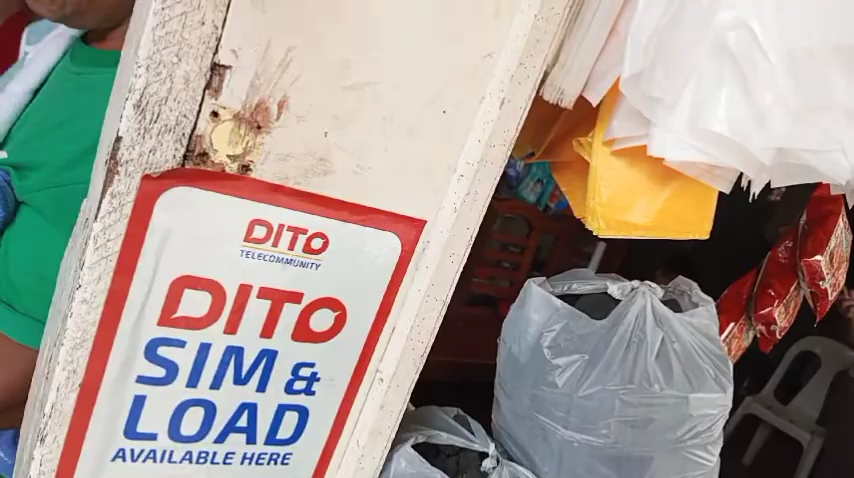 DITO
TELECOMMUNITY
DITO
SIM &
LOAD
AVAILABLE HERE